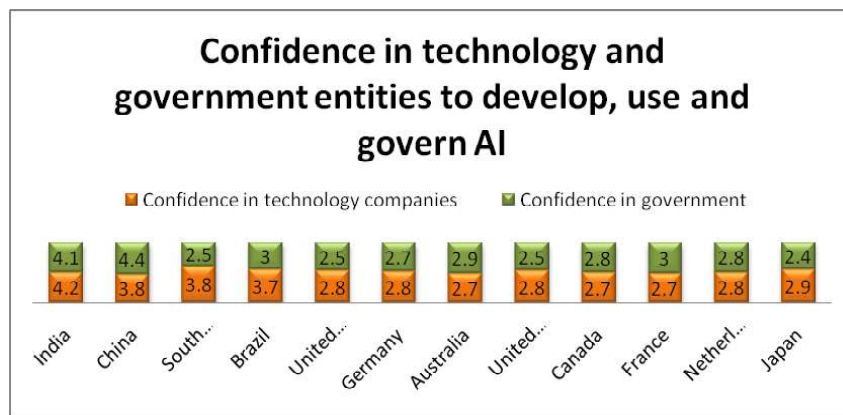 Confidence in technology and
government entities to develop, use and
govern AI
Confidence in technology companies Confidence in government
4.1 4.4 2.5 3 2.5 2.7 2.9 2.5 2.8 3 2.8 2.4
4.2 3.8 3.8 3.7 2.8 2.8 2.7 2.8 2.7 2.7 2.8 2.9
India China South... Brazil United... Germany Australia United... Canada France Netherl... Japan